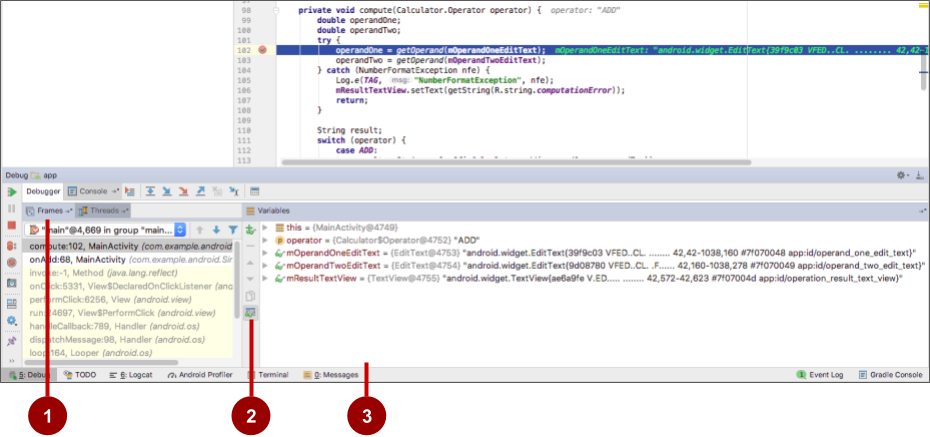 98 private void compute(Calculator.Operator operator) { operator: "ADD"
99 double operandOne;
100 double operandTwo;
101 try {
102 operandOne = getOperand(mOperandOneEditText); mOperandOneEditText: "android.widget.EditText{39f9c03 VFED..CL. ........ 42,42-1
103 operandTwo = getOperand(mOperandTwoEditText);
104 } catch (NumberFormatException nfe) {
105 Log.e(TAG, msg: "NumberFormatException", nfe);
106 mResultTextView.setText(getString(R.string.computationError));
107 return;
108 }
109
110 String result;
111 switch (operator) {
112 case ADD:
113
Debug app
Debugger Console
Frames Threads Variables
"main"@4,669 in group "main...
compute:102, MainActivity (com.example.android
onAdd:68, MainActivity (com.example.android.Sir
invoke:-1, Method (java.lang.reflect)
onClick:5331, View$DeclaredOnClickListener (and
performClick:6256, View (android.view)
run:24697, View$PerformClick (android.view)
handleCallback:789, Handler (android.os)
dispatchMessage:98, Handler (android.os)
loop:164, Looper (android.os)
this = {MainActivity@4749}
operator = {Calculator$Operator@4752} "ADD"
mOperandOneEditText = {EditText@4753} "android.widget.EditText{39f9c03 VFED..CL. ........ 42,42-1038,160 #7f070048 app:id/operand_one_edit_text}"
mOperandTwoEditText = {EditText@4754} "android.widget.EditText{9d08780 VFED..CL. .F...... 42,160-1038,278 #7f070049 app:id/operand_two_edit_text}"
mResultTextView = {TextView@4755} "android.widget.TextView{ae6a9fe V.ED..... ........ 42,572-42,623 #7f07004d app:id/operation_result_text_view}"
5: Debug TODO 6: Logcat Android Profiler Terminal 0: Messages Event Log Gradle Console
1 2 3